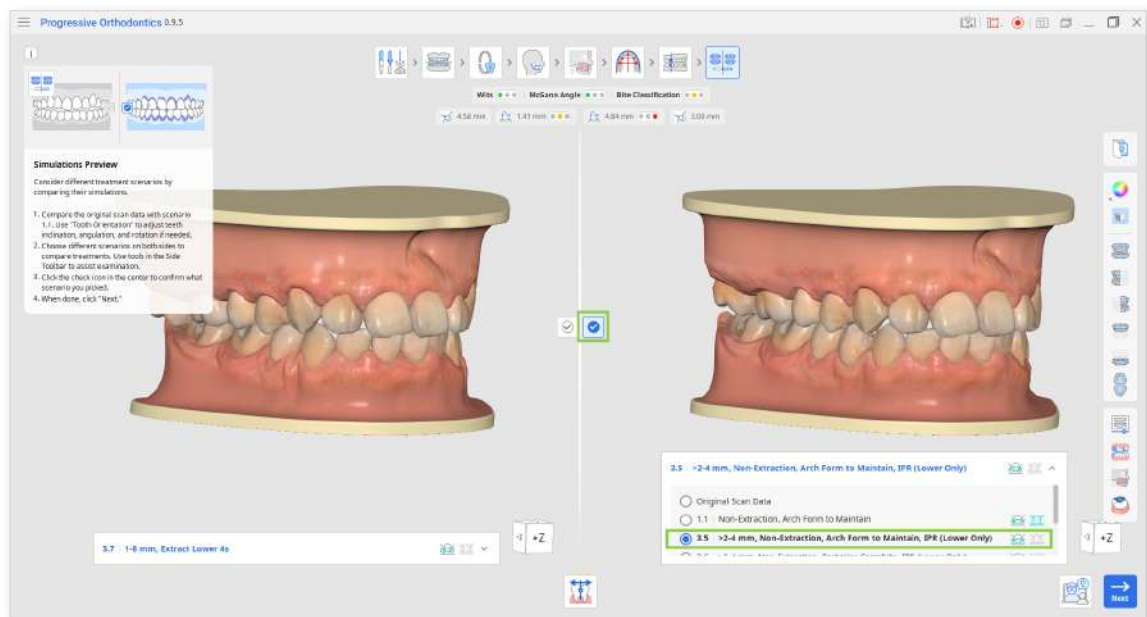 Progressive Orthodontics 0.9.5
Wits
McGann Angle
Bite Classification
4.58 mm
1.41 mm
4.84 mm
3.09 mm
Simulations Preview
Consider different treatment scenarios by
comparing their simulations.
1. Compare the original scan data with scenario
1.1. Use "Tooth Orientation" to adjust teeth
inclination, angulation, and rotation if needed.
2. Choose different scenarios on both sides to
compare treatments. Use tools in the Side
Toolbar to assist examination.
3. Click the check icon in the center to confirm what
scenario you picked.
4. When done, click "Next."
3.7 1-8 mm, Extract Lower 4s
+Z
3.5 >2-4 mm, Non-Extraction, Arch Form to Maintain, IPR (Lower Only)
Original Scan Data
1.1 Non-Extraction, Arch Form to Maintain
3.5 >2-4 mm, Non-Extraction, Arch Form to Maintain, IPR (Lower Only)
+Z
Next